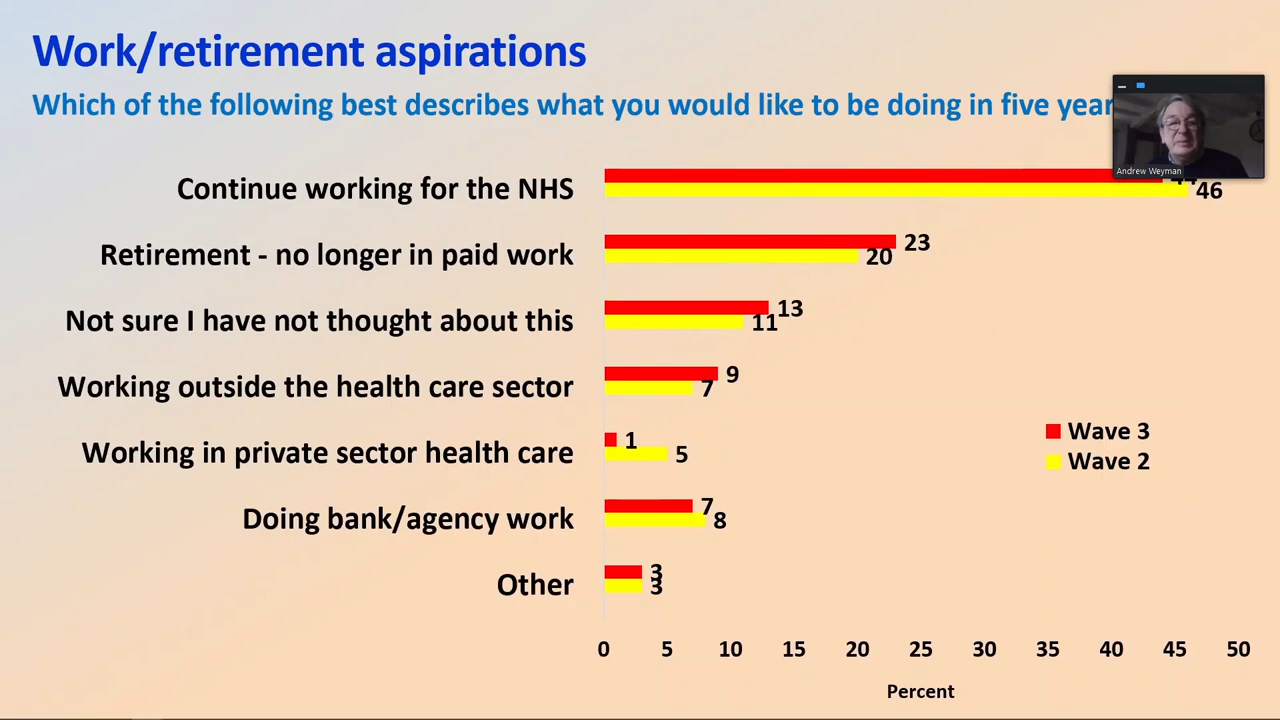 Work/retirement aspirations
Which of the following best describes what you would like to be doing in five year
Andrew Weyman
Continue working for the NHS
44
46
Retirement - no longer in paid work
23
20
Not sure I have not thought about this
13
11
Working outside the health care sector
9
7
Working in private sector health care
1
5
Wave 3
Wave 2
Doing bank/agency work
7
8
Other
3
3
0 5 10 15 20 25 30 35 40 45 50
Percent